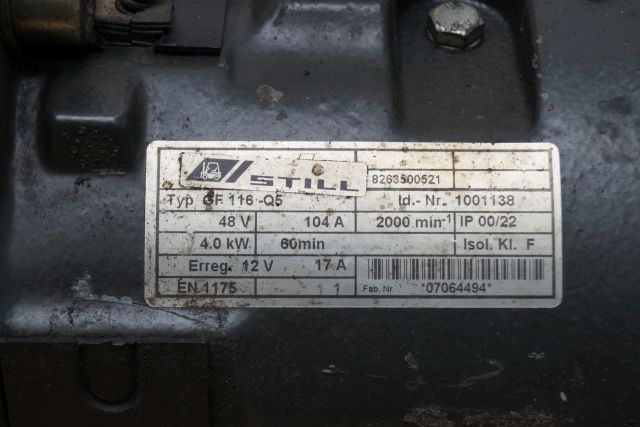 STILL
8263500521
Typ GF 116 -Q5 Id.- Nr. 1001138
48 V 104 A 2000 min-1 IP 00/22
4.0 kW 60min Isol. Kl. F
Erreg. 12 V 17 A
EN 1175 1 1
Fab. Nr. *07064494*